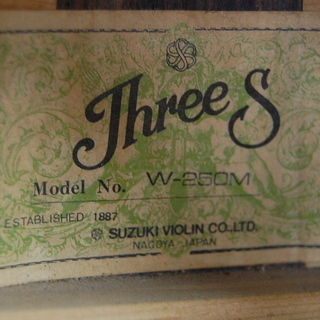 Three S
Model No. W-250M
ESTABLISHED 1887
SUZUKI VIOLIN CO., LTD.
NAGOYA JAPAN